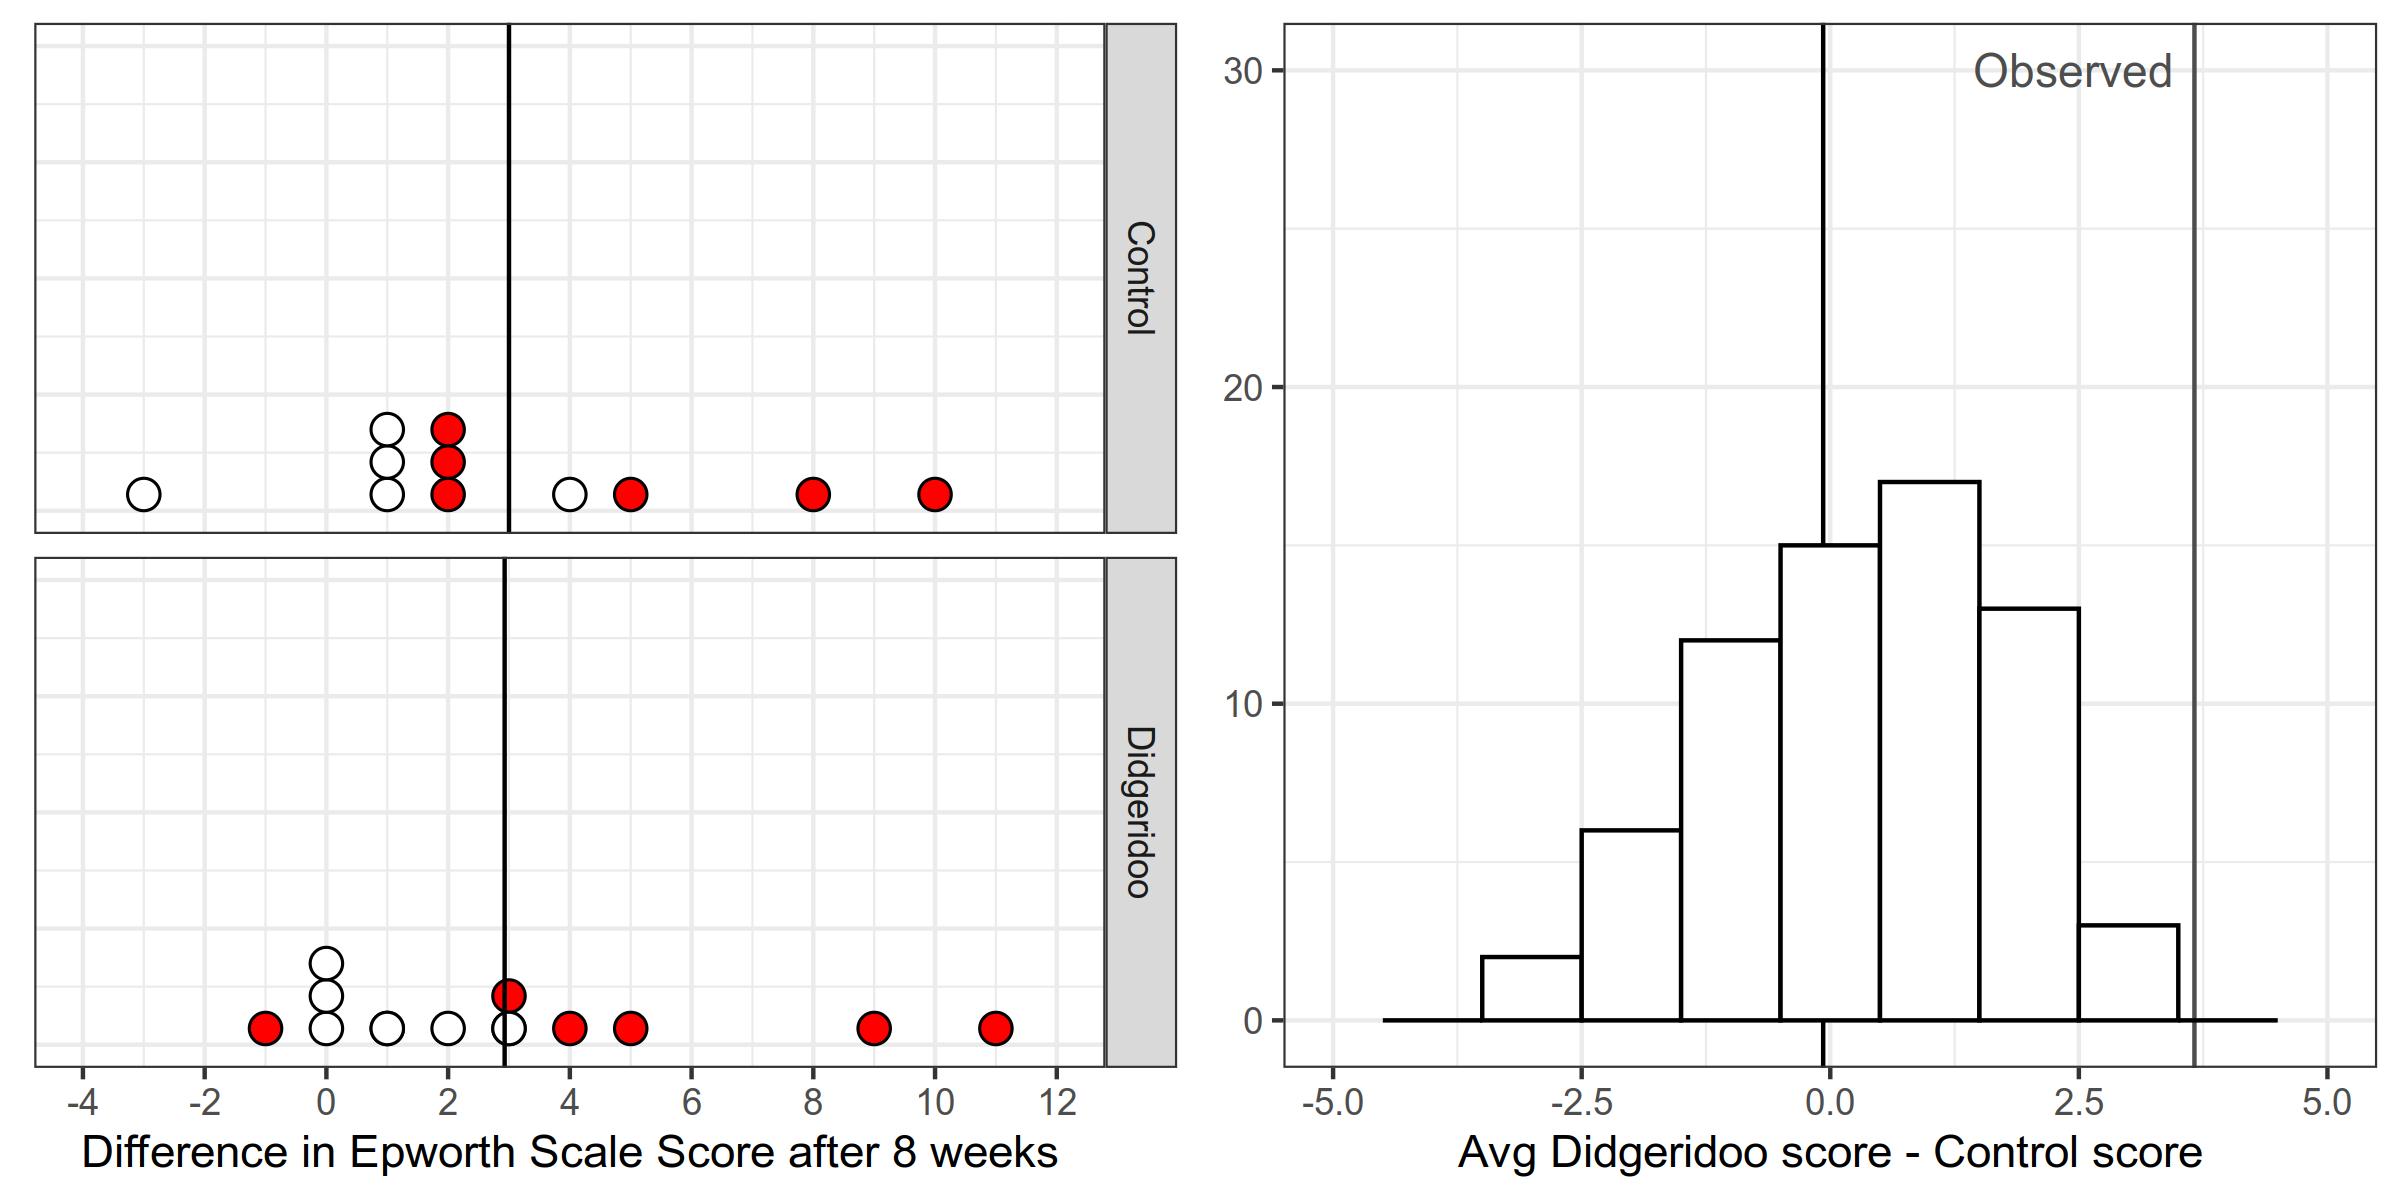 Control
Didgeridoo
-4 -2 0 2 4 6 8 10 12
Difference in Epworth Scale Score after 8 weeks
Observed
30
20
10
0
-5.0 -2.5 0.0 2.5 5.0
Avg Didgeridoo score - Control score